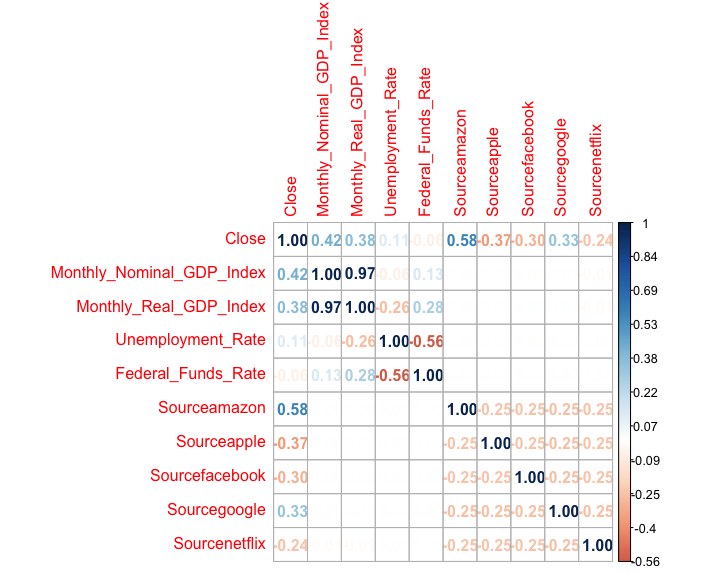 Close
Monthly_Nominal_GDP_Index
Monthly_Real_GDP_Index
Unemployment_Rate
Federal_Funds_Rate
Sourceamazon
Sourceapple
Sourcefacebook
Sourcegoogle
Sourcenetflix
Close 1.00 0.42 0.38 0.11 -0.06 0.58 -0.37 -0.30 0.33 -0.24
Monthly_Nominal_GDP_Index 0.42 1.00 0.97 -0.06 0.13
Monthly_Real_GDP_Index 0.38 0.97 1.00 -0.26 0.28
Unemployment_Rate 0.11 -0.06 -0.26 1.00 -0.56
Federal_Funds_Rate -0.06 0.13 0.28 -0.56 1.00
Sourceamazon 0.58 1.00 -0.25 -0.25 -0.25 -0.25
Sourceapple -0.37 -0.25 1.00 -0.25 -0.25 -0.25
Sourcefacebook -0.30 -0.25 -0.25 1.00 -0.25 -0.25
Sourcegoogle 0.33 -0.25 -0.25 -0.25 1.00 -0.25
Sourcenetflix -0.24 -0.25 -0.25 -0.25 -0.25 1.00
1
0.84
0.69
0.53
0.38
0.22
0.07
-0.09
-0.25
-0.4
-0.56